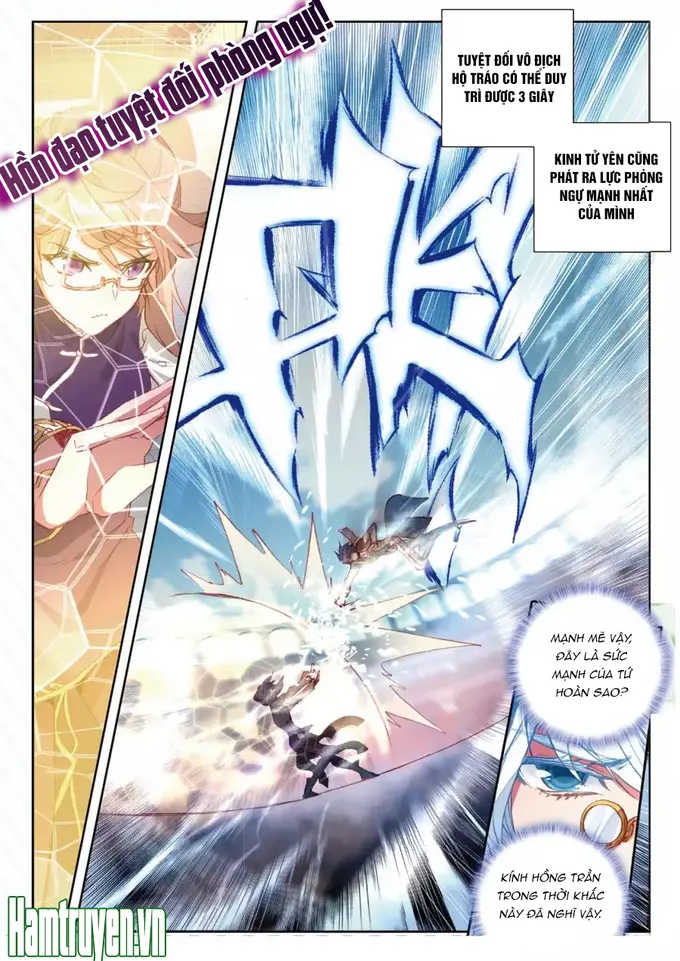 Hồn đạo tuyệt đối phòng ngự!
TUYỆT ĐỐI VÔ ĐỊCH
HỘ TRÁO CÓ THỂ DUY
TRÌ ĐƯỢC 3 GIÂY
KINH TỬ YÊN CŨNG
PHÁT RA LỰC PHÒNG
NGỰ MẠNH NHẤT
CỦA MÌNH
MẠNH MẼ VẬY,
ĐÂY LÀ SỨC
MẠNH CỦA TỨ
HOÀN SAO?
KÍNH HỒNG TRẦN
TRONG THỜI KHẮC
NÀY ĐÃ NGHĨ VẬY.
Hamtruyen.vn